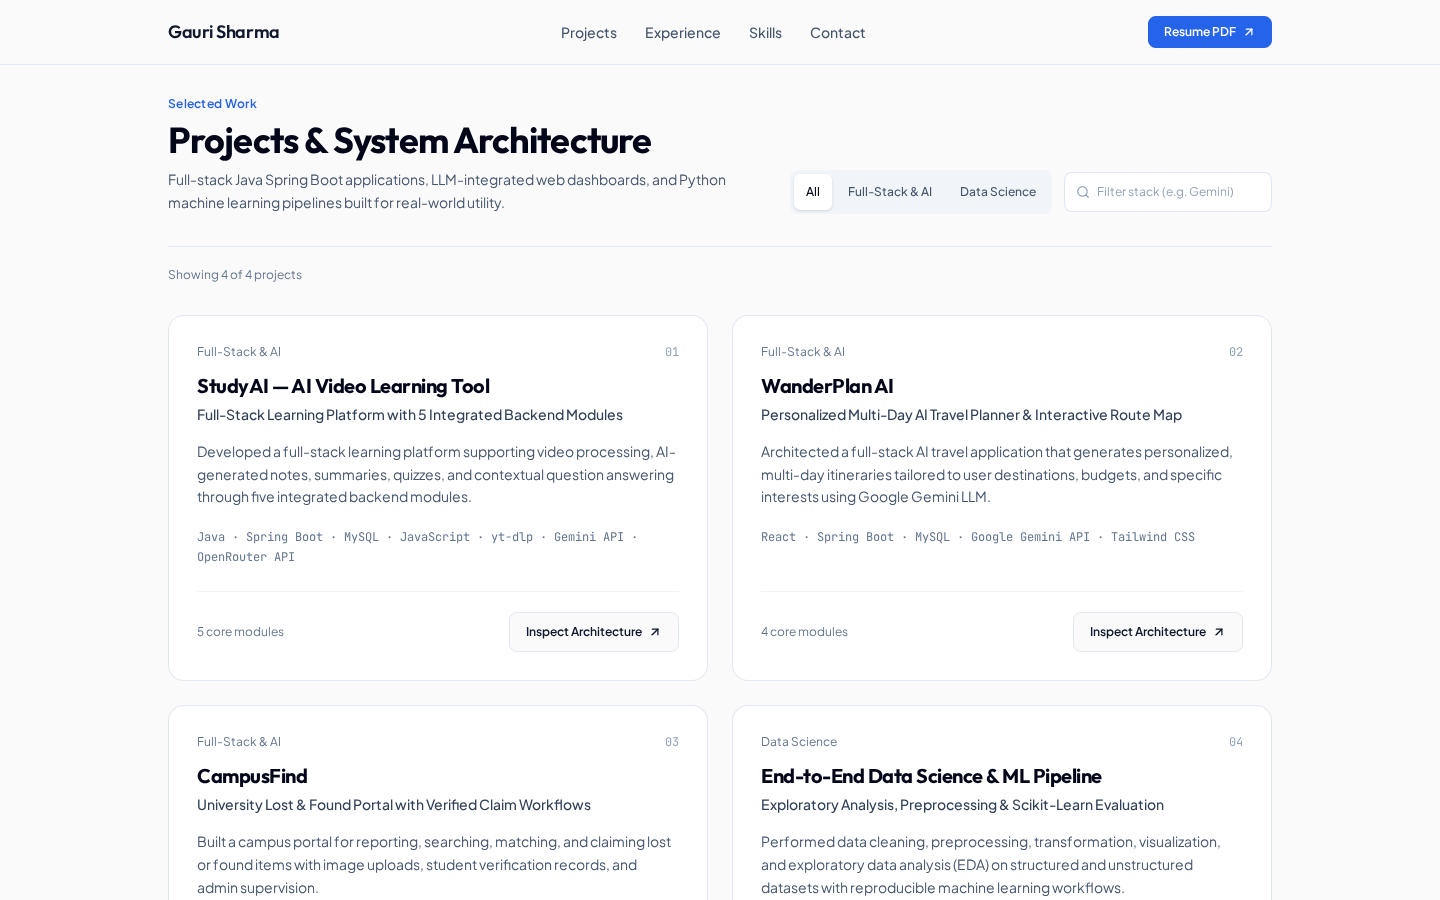 Gauri Sharma
Projects
Experience
Skills
Contact
Resume PDF
Selected Work
Projects & System Architecture
Full-stack Java Spring Boot applications, LLM-integrated web dashboards, and Python
machine learning pipelines built for real-world utility.
All
Full-Stack & AI
Data Science
Filter stack (e.g. Gemini)
Showing 4 of 4 projects
Full-Stack & AI
01
StudyAI — AI Video Learning Tool
Full-Stack Learning Platform with 5 Integrated Backend Modules
Developed a full-stack learning platform supporting video processing, AI-
generated notes, summaries, quizzes, and contextual question answering
through five integrated backend modules.
Java · Spring Boot · MySQL · JavaScript · yt-dlp · Gemini API ·
OpenRouter API
5 core modules
Inspect Architecture
Full-Stack & AI
02
WanderPlan AI
Personalized Multi-Day AI Travel Planner & Interactive Route Map
Architected a full-stack AI travel application that generates personalized,
multi-day itineraries tailored to user destinations, budgets, and specific
interests using Google Gemini LLM.
React · Spring Boot · MySQL · Google Gemini API · Tailwind CSS
4 core modules
Inspect Architecture
Full-Stack & AI
03
CampusFind
University Lost & Found Portal with Verified Claim Workflows
Built a campus portal for reporting, searching, matching, and claiming lost
or found items with image uploads, student verification records, and
admin supervision.
Data Science
04
End-to-End Data Science & ML Pipeline
Exploratory Analysis, Preprocessing & Scikit-Learn Evaluation
Performed data cleaning, preprocessing, transformation, visualization,
and exploratory data analysis (EDA) on structured and unstructured
datasets with reproducible machine learning workflows.